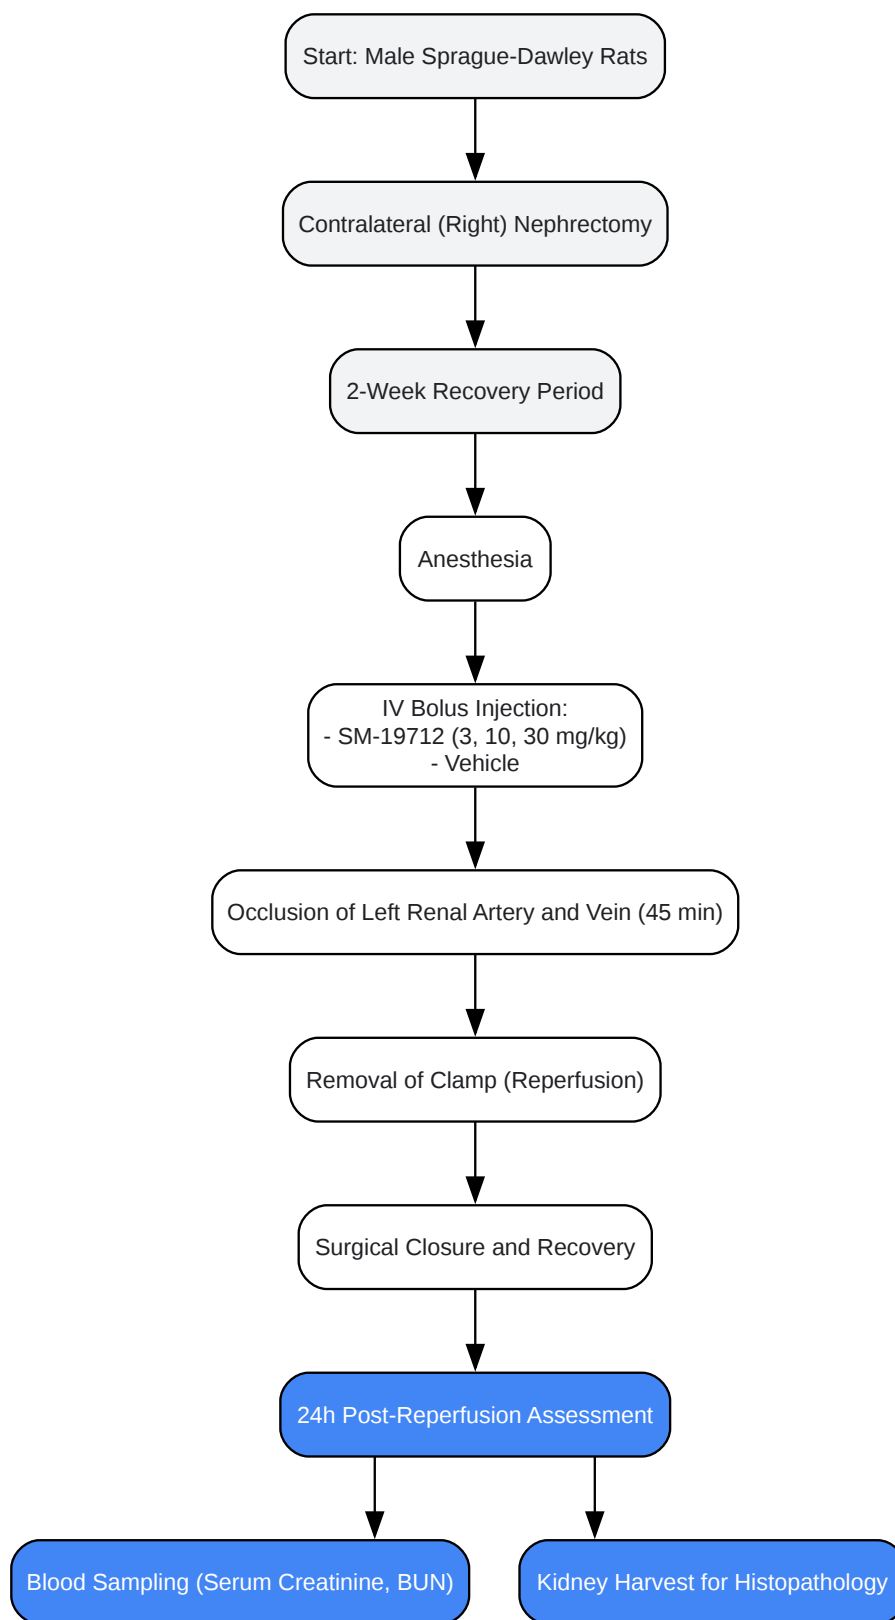 Start: Male Sprague-Dawley Rats
Contralateral (Right) Nephrectomy
2-Week Recovery Period
Anesthesia
IV Bolus Injection:
- SM-19712 (3, 10, 30 mg/kg)
- Vehicle
Occlusion of Left Renal Artery and Vein (45 min)
Removal of Clamp (Reperfusion)
Surgical Closure and Recovery
24h Post-Reperfusion Assessment
Blood Sampling (Serum Creatinine, BUN)
Kidney Harvest for Histopathology